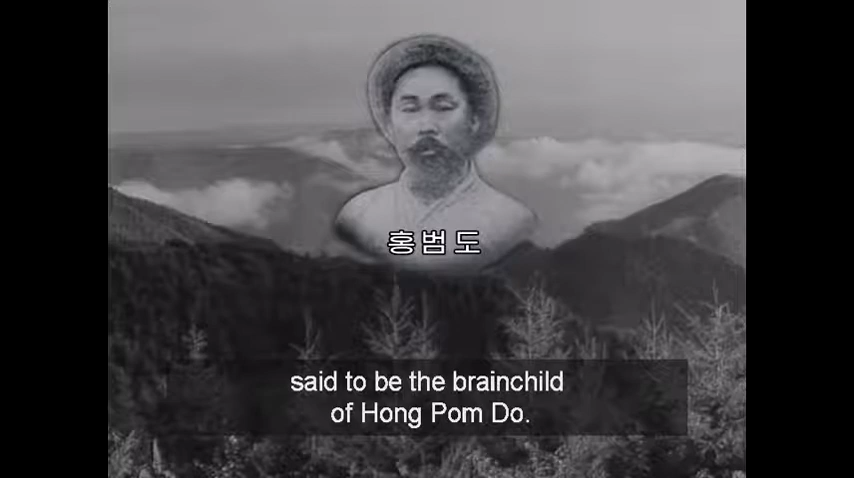 홍범도
said to be the brainchild
of Hong Pom Do.